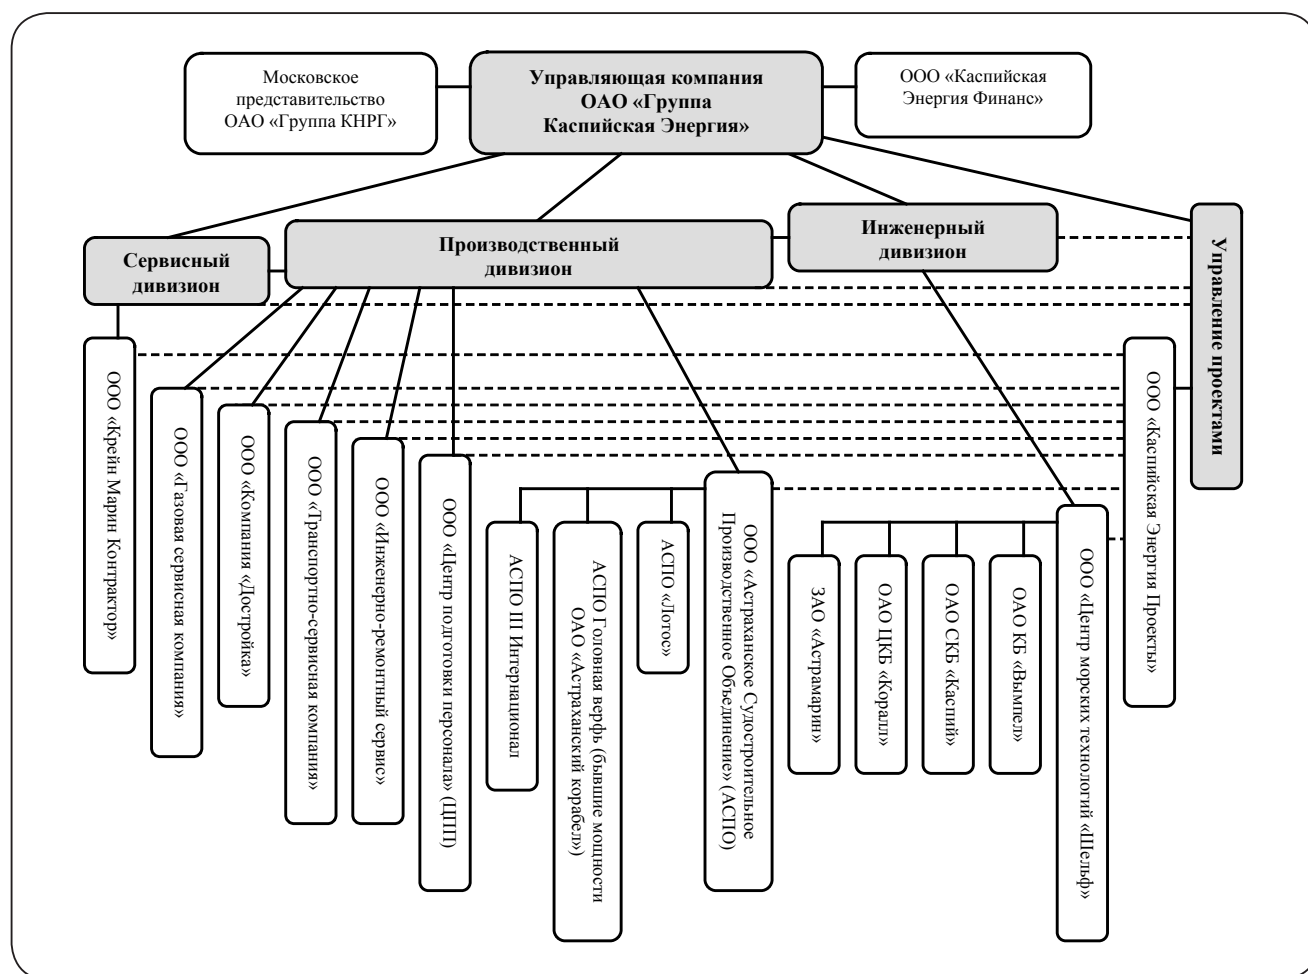 Московское
представительство
ОАО «Группа КНРГ»
Управляющая компания
ОАО «Группа
Каспийская Энергия»
ООО «Каспийская
Энергия Финанс»
Сервисный
дивизион
Производственный
дивизион
Инженерный
дивизион
Управление проектами
ООО «Крейн Марин Контрактор»
ООО «Газовая сервисная компания»
ООО «Компания «Достройка»
ООО «Транспортно-сервисная компания»
ООО «Инженерно-ремонтный сервис»
ООО «Центр подготовки персонала» (ЦПП)
АСПО III Интернационал
АСПО Головная верфь (бывшие мощности
ОАО «Астраханский корабел»)
АСПО «Лотос»
ООО «Астраханское Судостроительное
Производственное Объединение» (АСПО)
ЗАО «Астрамарин»
ОАО ЦКБ «Коралл»
ОАО СКБ «Каспий»
ОАО КБ «Вымпел»
ООО «Центр морских технологий «Шельф»
ООО «Каспийская Энергия Проекты»